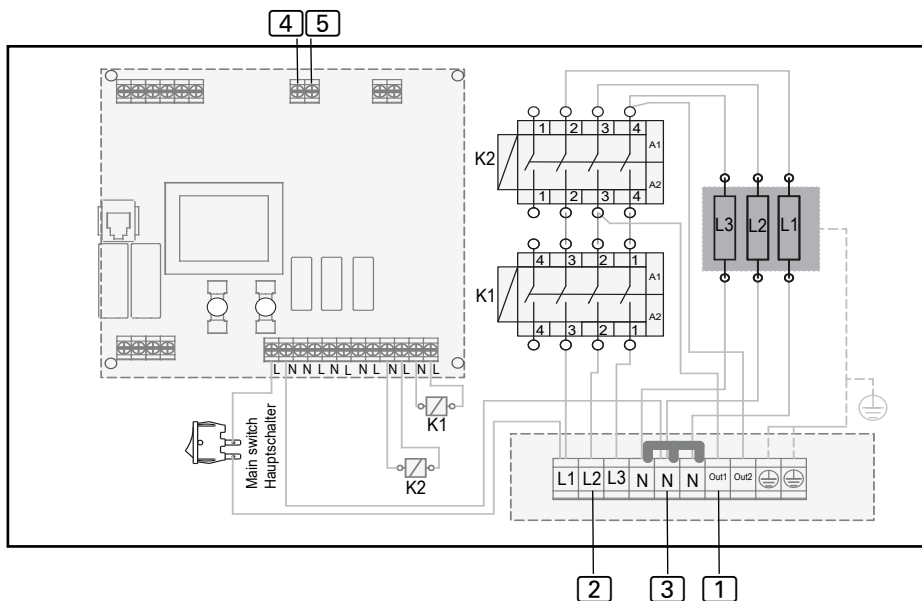 4 5
1 2 3 4
A1
K2
A2
1 2 3 4
L3 L2 L1
4 3 2 1
A1
K1
A2
4 3 2 1
L N N L N L N L N L N L
K1
Main switch
Hauptschalter
K2
L1 L2 L3 N N N Out1 Out2
2 3 1